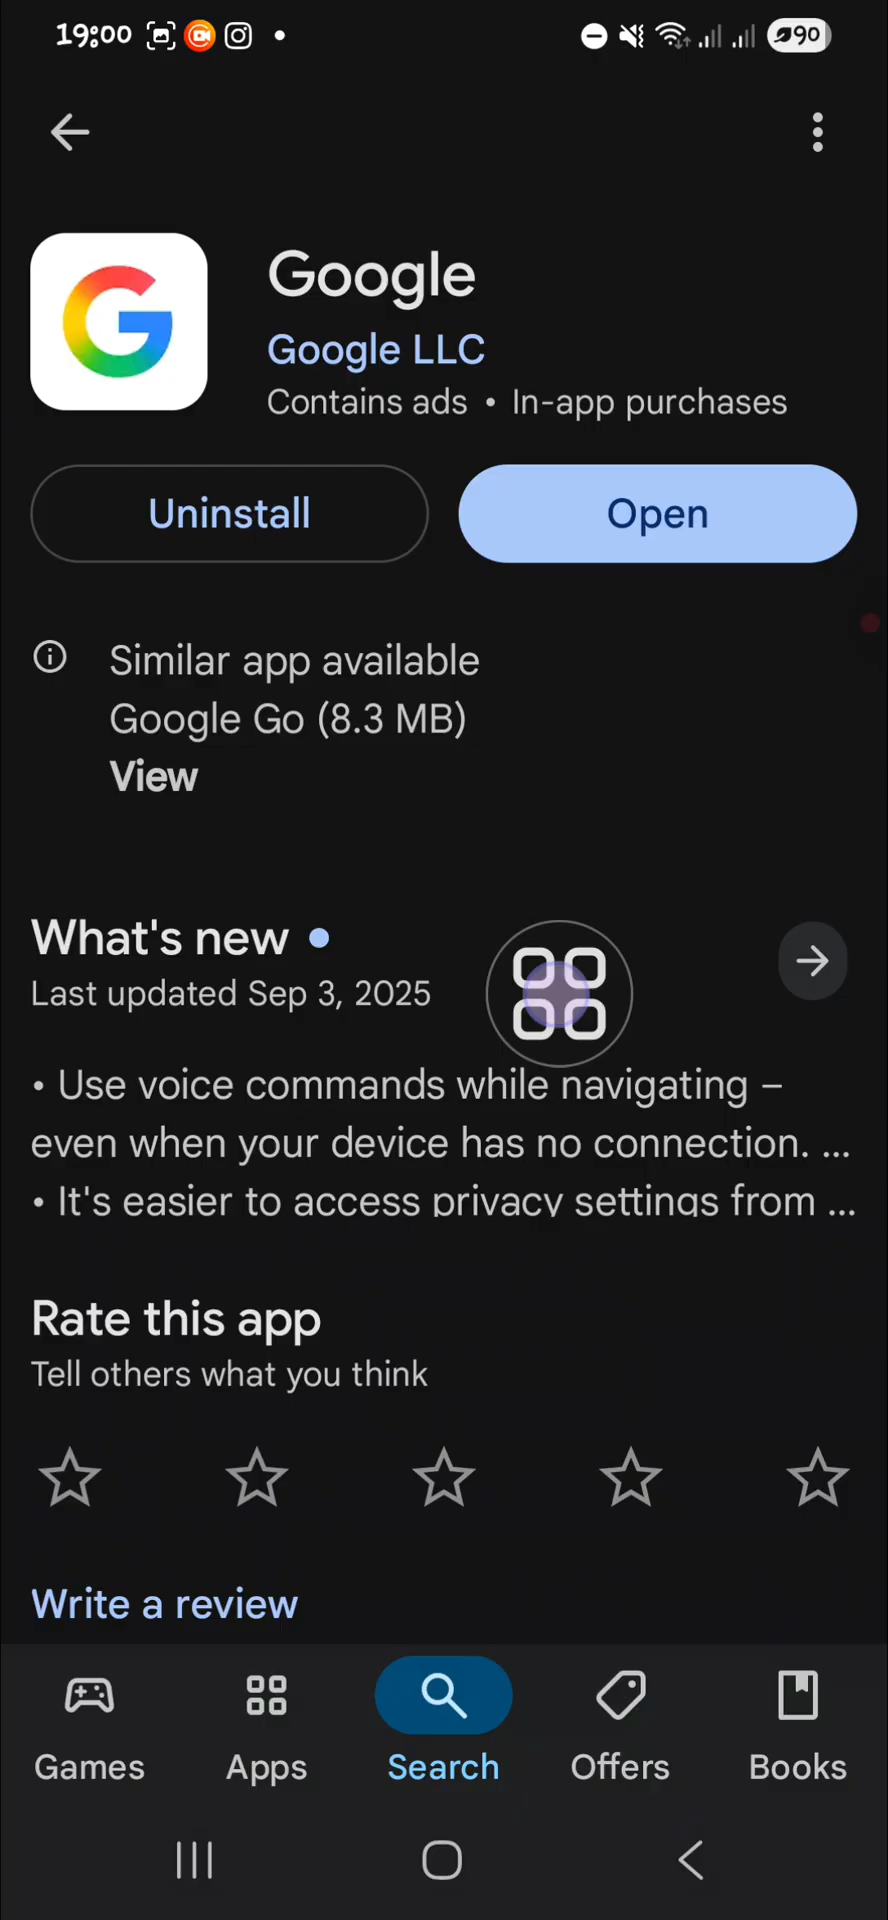 19:00
90
Google
Google LLC
Contains ads • In-app purchases
Uninstall
Open
Similar app available
Google Go (8.3 MB)
View
What's new
Last updated Sep 3, 2025
• Use voice commands while navigating –
even when your device has no connection. ...
• It's easier to access privacy settings from ...
Rate this app
Tell others what you think
Write a review
Games
Apps
Search
Offers
Books